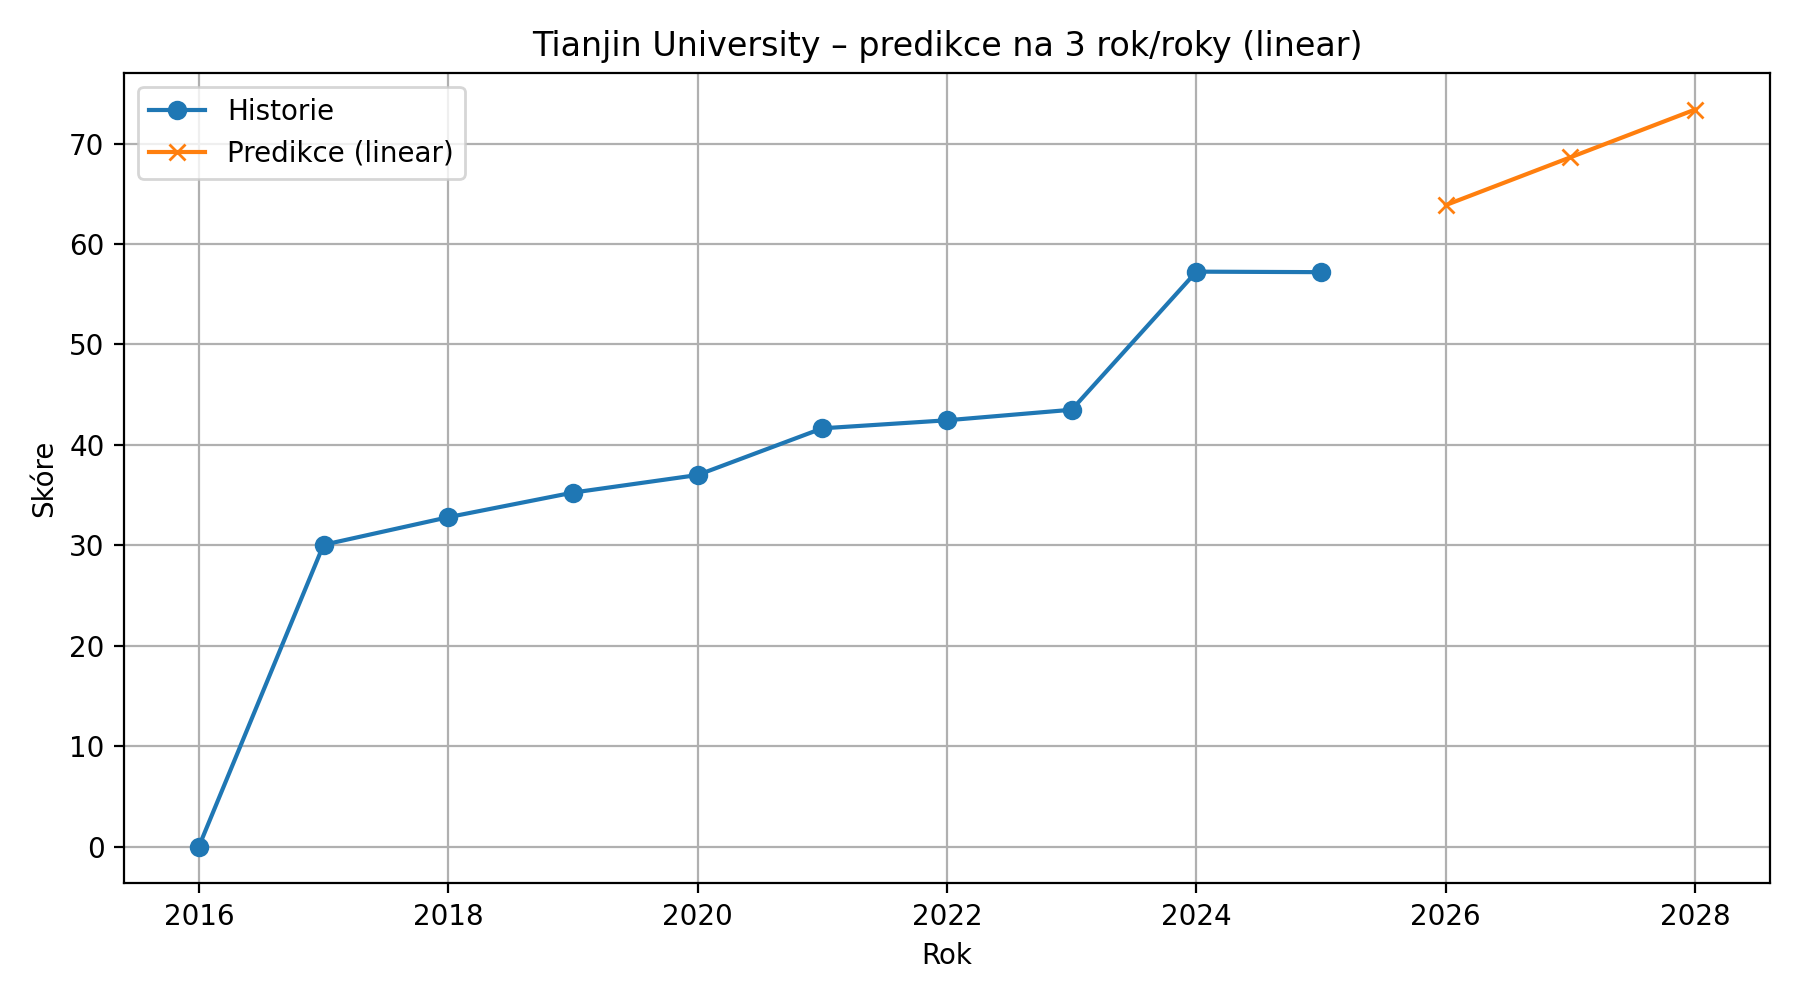 Tianjin University – predikce na 3 rok/roky (linear)
Historie
Predikce (linear)
70
60
50
40
30
20
10
0
Skóre
2016 2018 2020 2022 2024 2026 2028
Rok